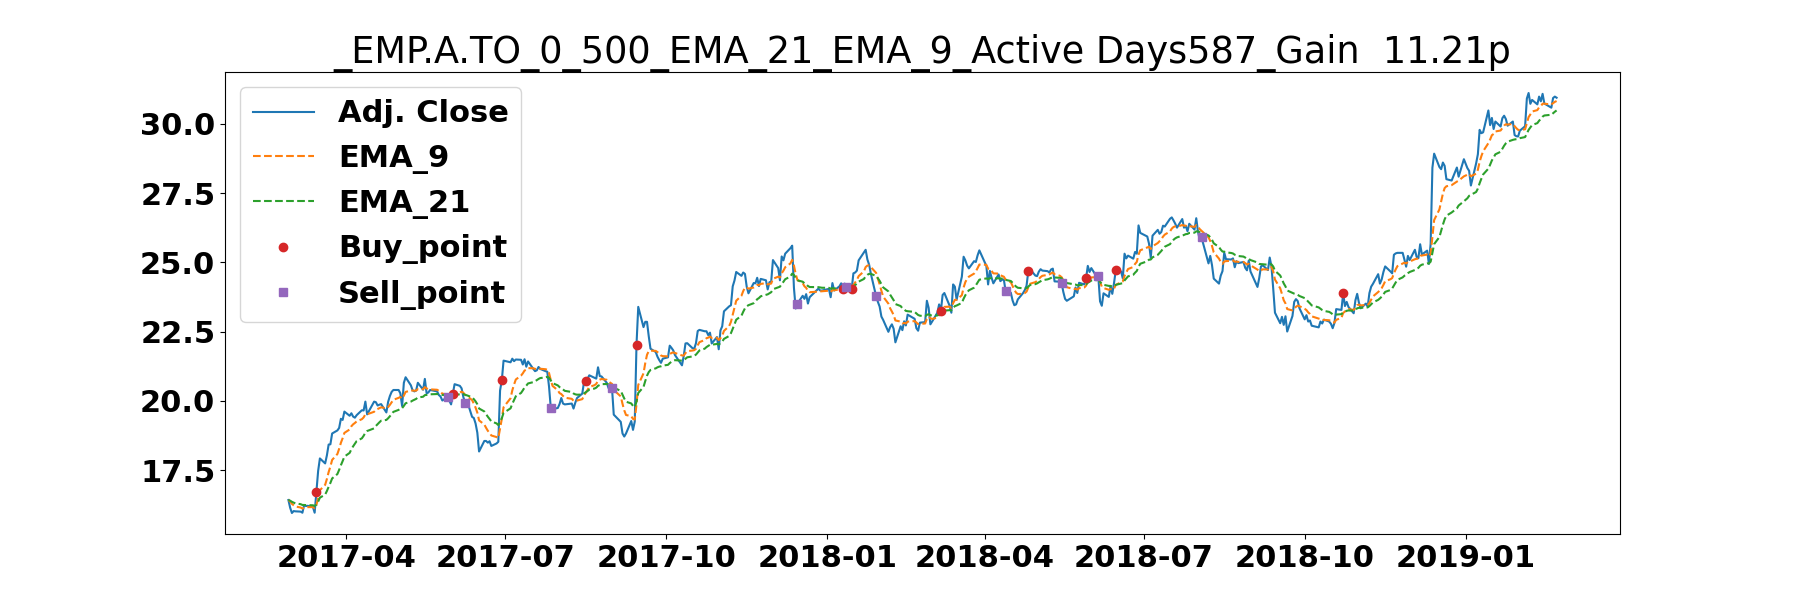 _EMP.A.TO_0_500_EMA_21_EMA_9_Active Days587_Gain  11.21p
Adj. Close
EMA_9
EMA_21
Buy_point
Sell_point
30.0
27.5
25.0
22.5
20.0
17.5
2017-04 2017-07 2017-10 2018-01 2018-04 2018-07 2018-10 2019-01